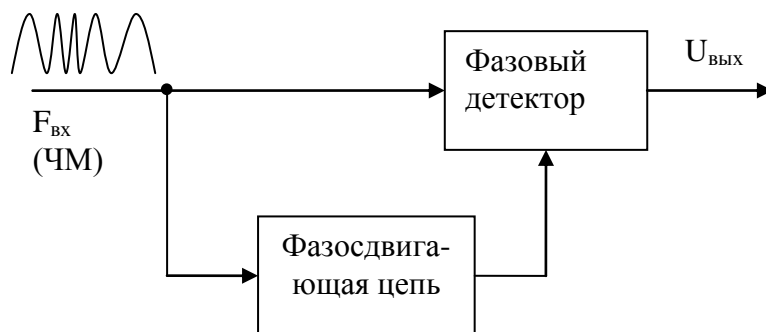 Фазовый
детектор
Uвых
Fвх
(ЧМ)
Фазосдвига-
ющая цепь